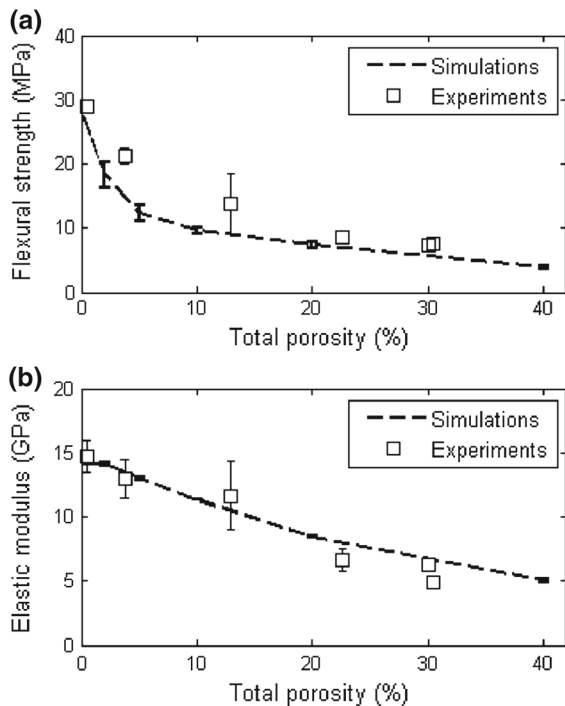 (a)
Flexural strength (MPa)
40
30
20
10
0
Simulations
Experiments
0 10 20 30 40
Total porosity (%)
(b)
Elastic modulus (GPa)
20
15
10
5
0
Simulations
Experiments
0 10 20 30 40
Total porosity (%)